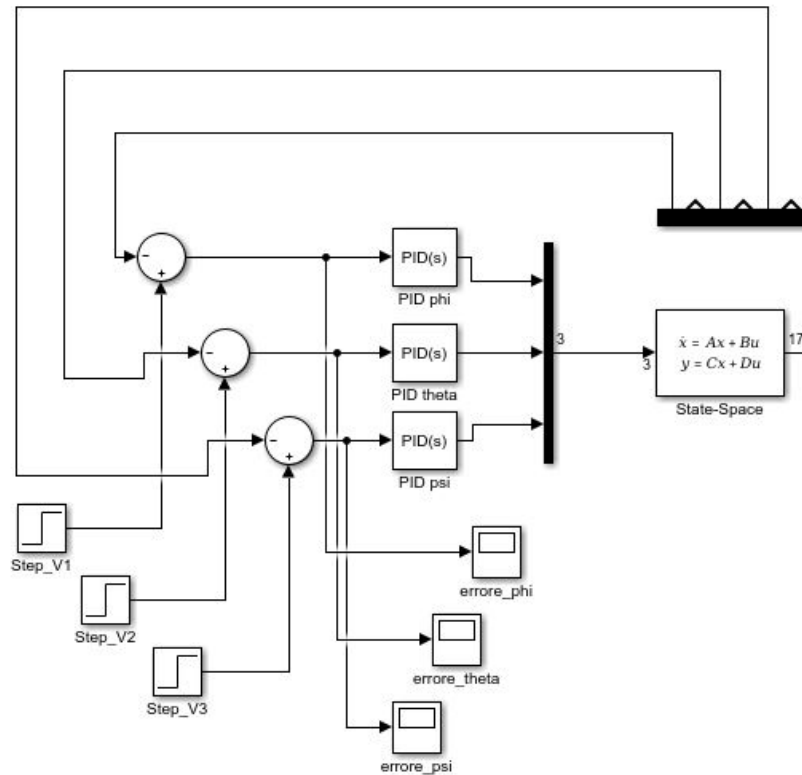 -
+
PID(s)
PID phi
-
+
PID(s)
PID theta
3
3
ẋ = Ax + Bu
y = Cx + Du
17
State-Space
-
+
PID(s)
PID psi
Step_V1
errore_phi
Step_V2
errore_theta
Step_V3
errore_psi